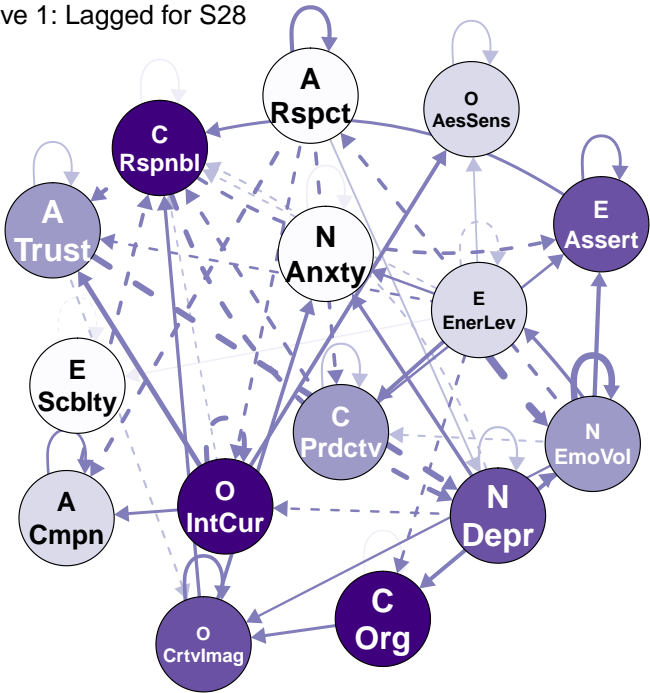 ve 1: Lagged for S28
A
Rspct
O
AesSens
C
Rspnbl
A
Trust
E
Assert
N
Anxty
E
EnerLev
E
Scblty
C
Prdctv
N
EmoVol
A
Cmpn
O
IntCur
N
Depr
C
Org
O
CrtvImag